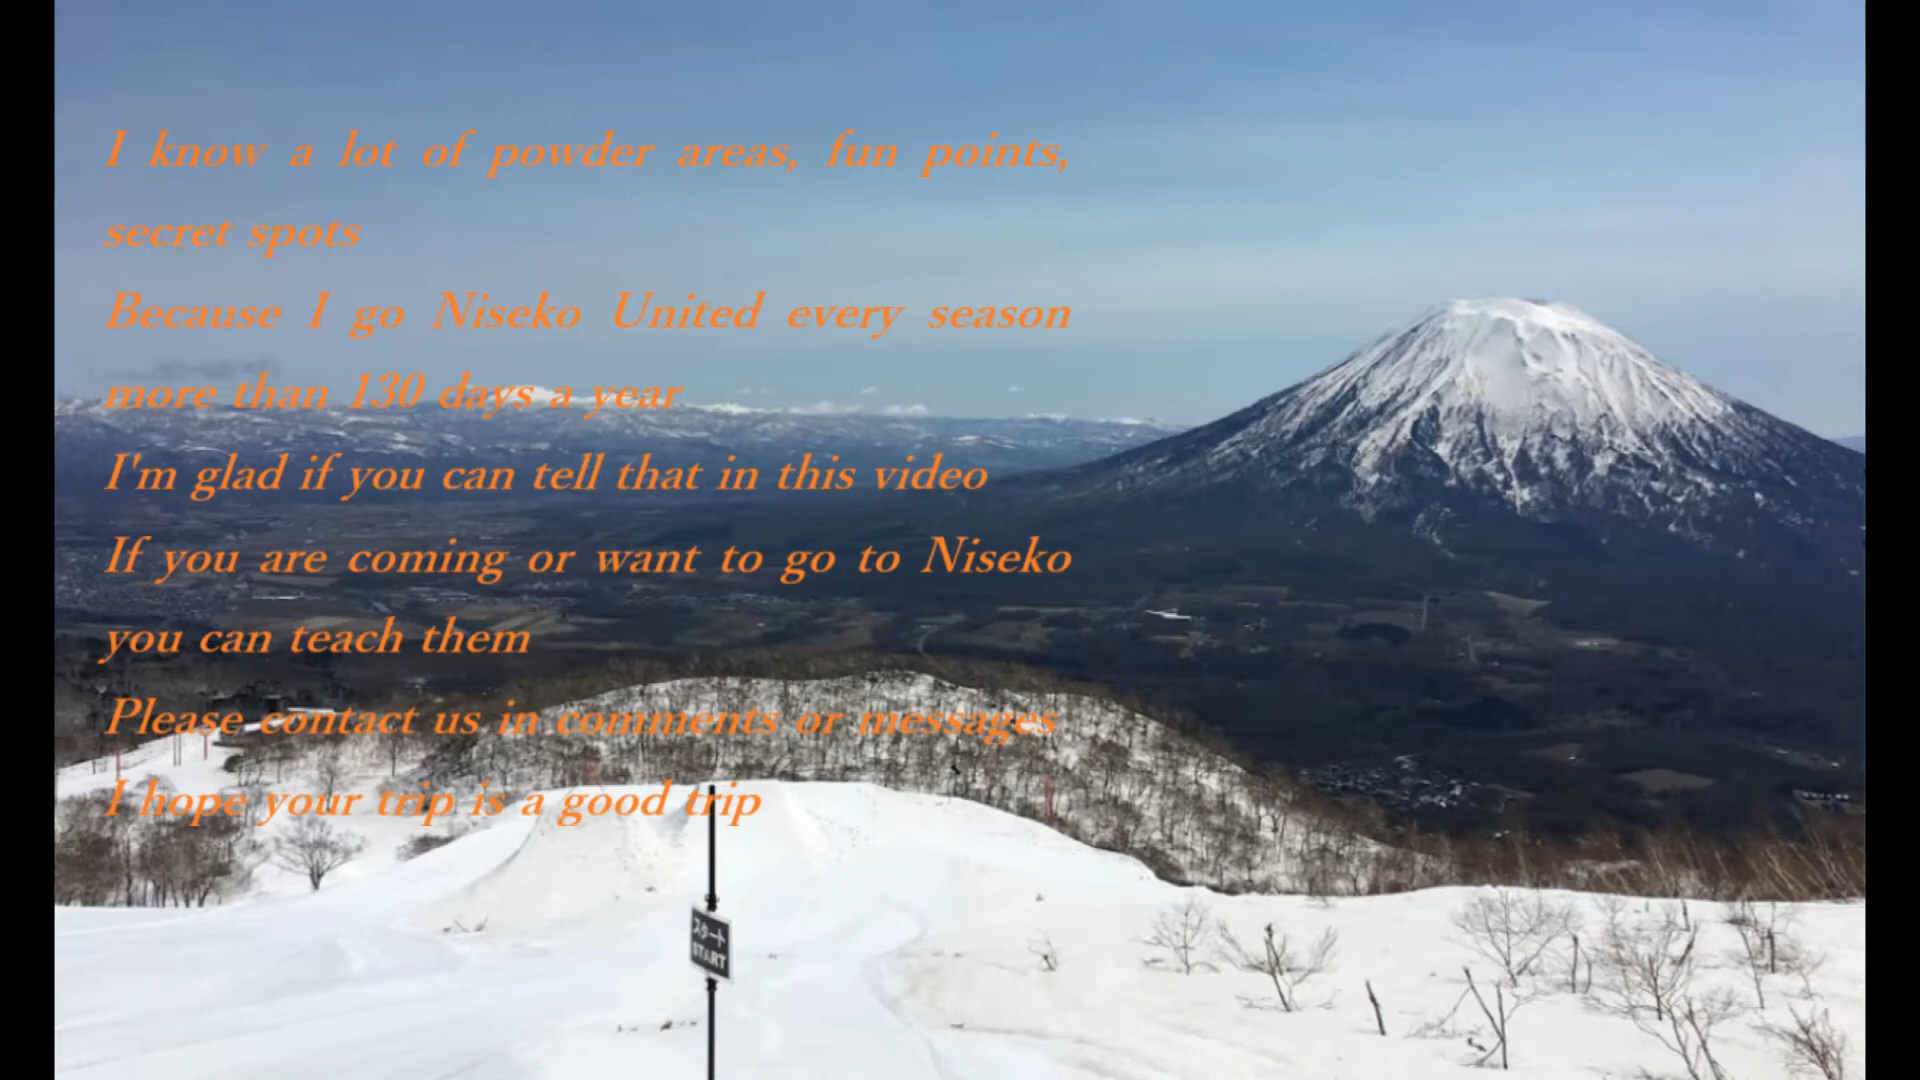 I know a lot of powder areas, fun points,
secret spots
Because I go Niseko United every season
more than 130 days a year
I'm glad if you can tell that in this video
If you are coming or want to go to Niseko
you can teach them
Please contact us in comments or messages
I hope your trip is a good trip
スタート
START